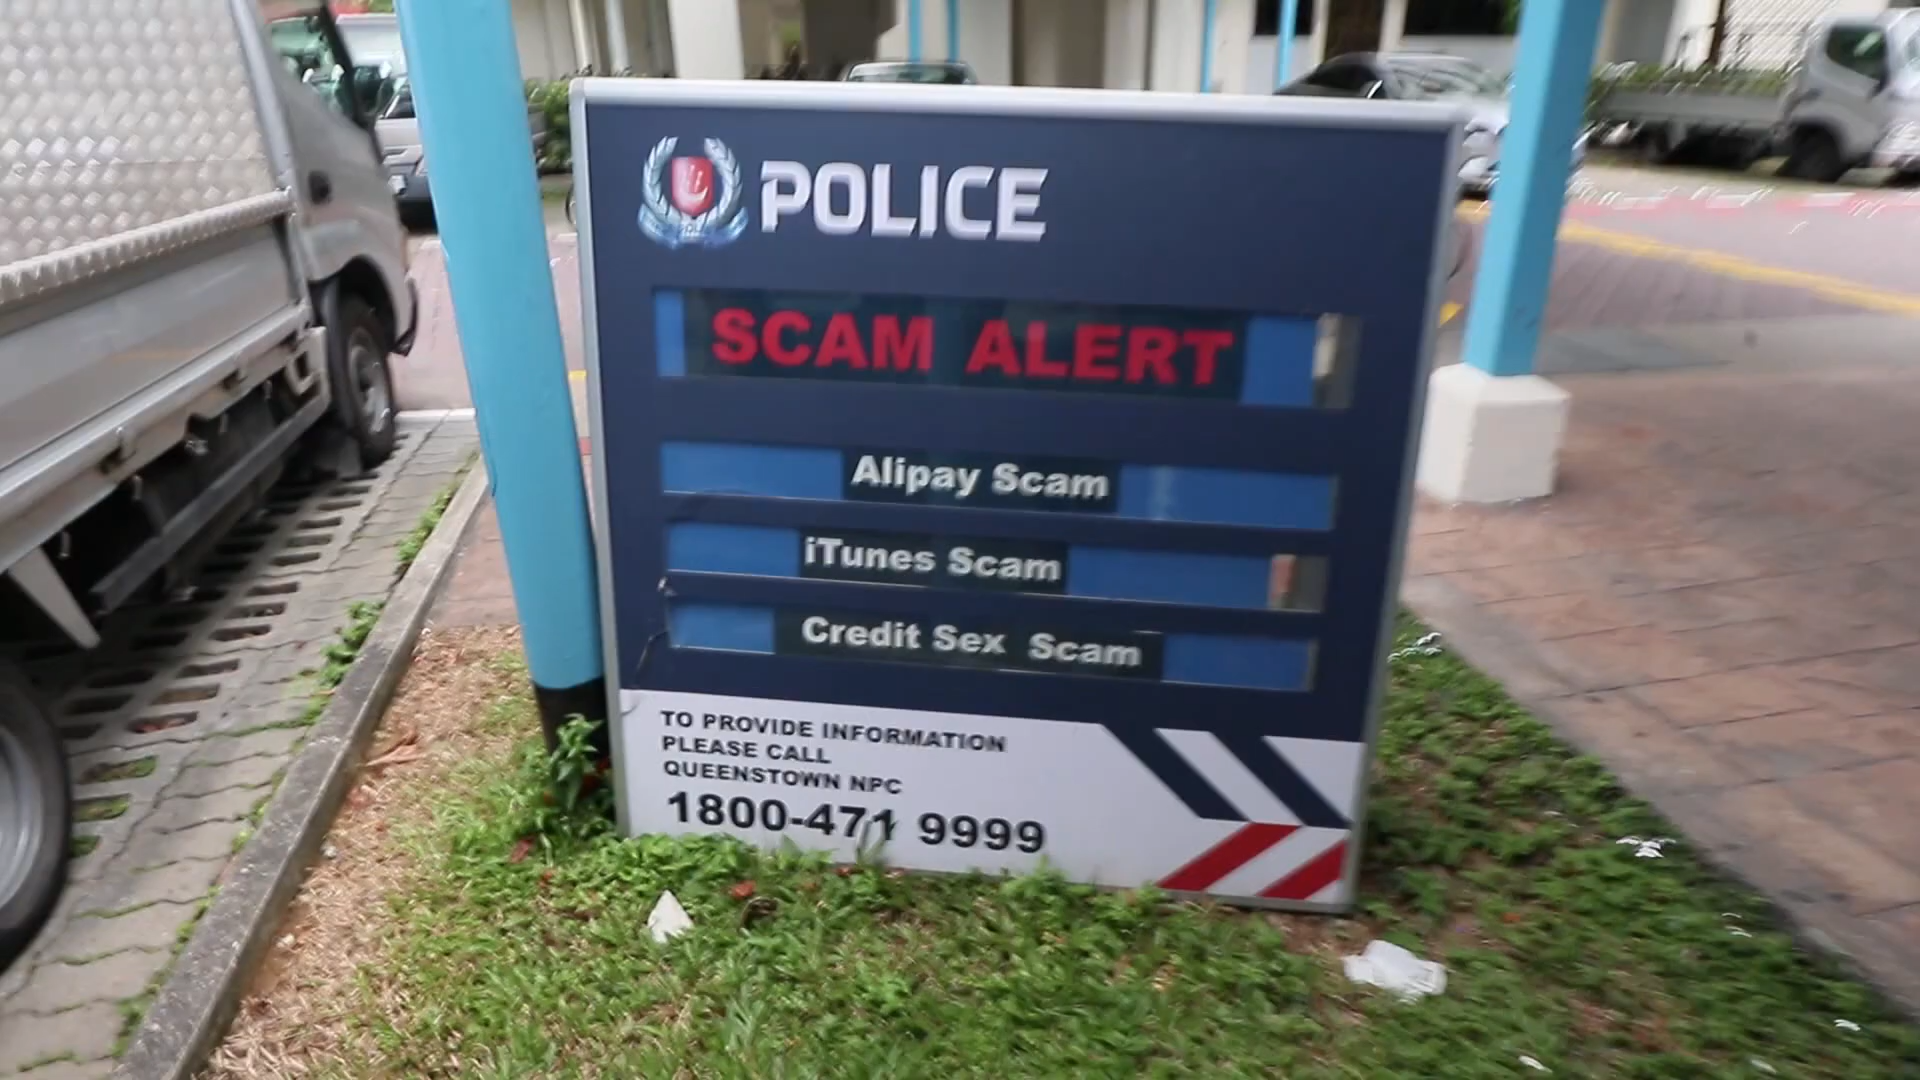 POLICE
SCAM ALERT
Alipay Scam
iTunes Scam
Credit Sex Scam
TO PROVIDE INFORMATION
PLEASE CALL
QUEENSTOWN NPC
1800-471 9999